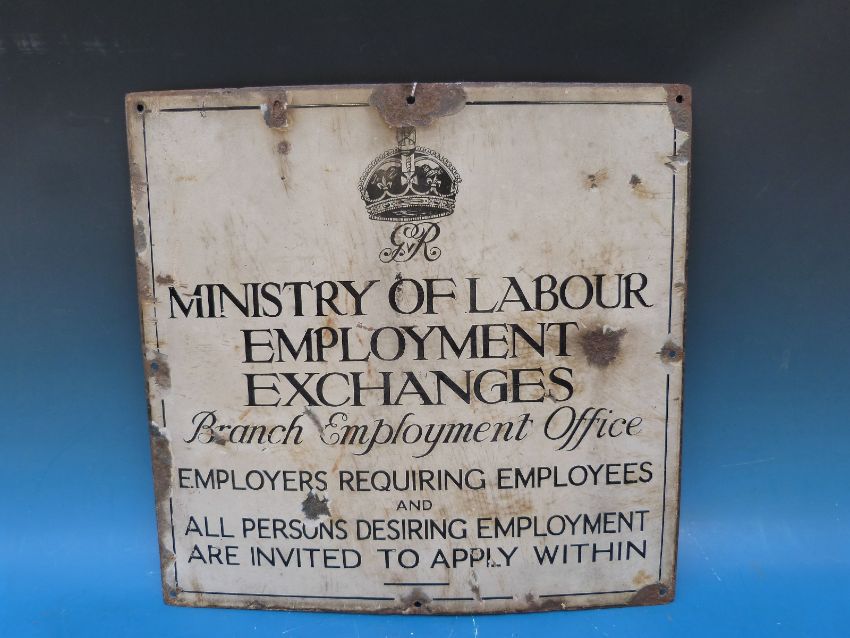 GvR
MINISTRY OF LABOUR
EMPLOYMENT
EXCHANGES
Branch Employment Office
EMPLOYERS REQUIRING EMPLOYEES
AND
ALL PERSONS DESIRING EMPLOYMENT
ARE INVITED TO APPLY WITHIN